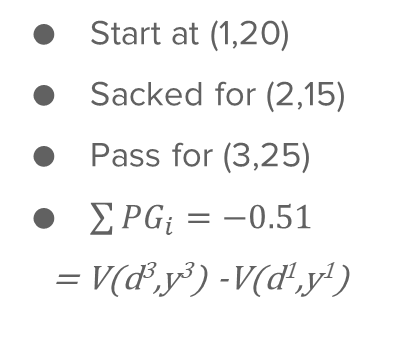 ● Start at (1,20)
● Sacked for (2,15)
● Pass for (3,25)
● ∑ PGᵢ = −0.51
= V(d³,y³) -V(d¹,y¹)